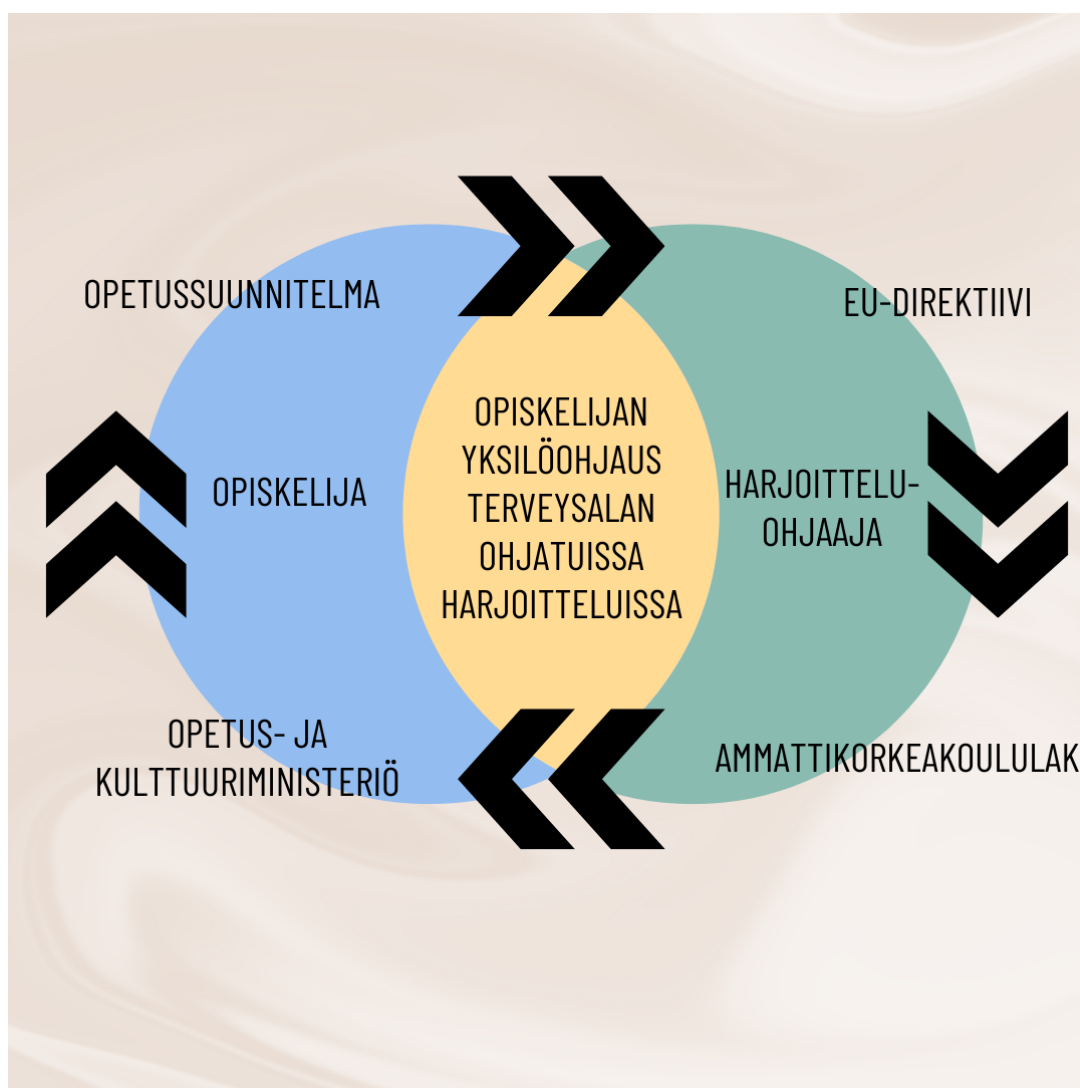 OPETUSSUUNNITELMA
EU-DIREKTIIVI
OPISKELIJA
OPISKELIJAN
YKSILÖOHJAUS
TERVEYSALAN
OHJATUISSA
HARJOITTELUISSA
HARJOITTELU-
OHJAAJA
OPETUS- JA
KULTTUURIMINISTERIÖ
AMMATTIKORKEAKOULULAK